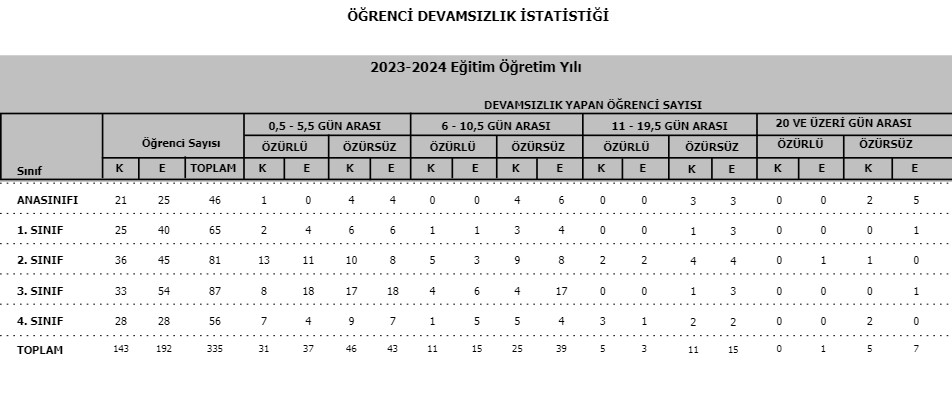 ÖĞRENCİ DEVAMSIZLIK İSTATİSTİĞİ
2023-2024 Eğitim Öğretim Yılı
DEVAMSIZLIK YAPAN ÖĞRENCİ SAYISI
Öğrenci Sayısı 0,5 - 5,5 GÜN ARASI 6 - 10,5 GÜN ARASI 11 - 19,5 GÜN ARASI 20 VE ÜZERİ GÜN ARASI
ÖZÜRLÜ ÖZÜRSÜZ ÖZÜRLÜ ÖZÜRSÜZ ÖZÜRLÜ ÖZÜRSÜZ ÖZÜRLÜ ÖZÜRSÜZ
Sınıf K E TOPLAM K E K E K E K E K E K E K E K E
ANASINIFI 21 25 46 1 0 4 4 0 0 4 6 0 0 3 3 0 0 2 5
1. SINIF 25 40 65 2 4 6 6 1 1 3 4 0 0 1 3 0 0 0 1
2. SINIF 36 45 81 13 11 10 8 5 3 9 8 2 2 4 4 0 1 1 0
3. SINIF 33 54 87 8 18 17 18 4 6 4 17 0 0 1 3 0 0 0 1
4. SINIF 28 28 56 7 4 9 7 1 5 5 4 3 1 2 2 0 0 2 0
TOPLAM 143 192 335 31 37 46 43 11 15 25 39 5 3 11 15 0 1 5 7